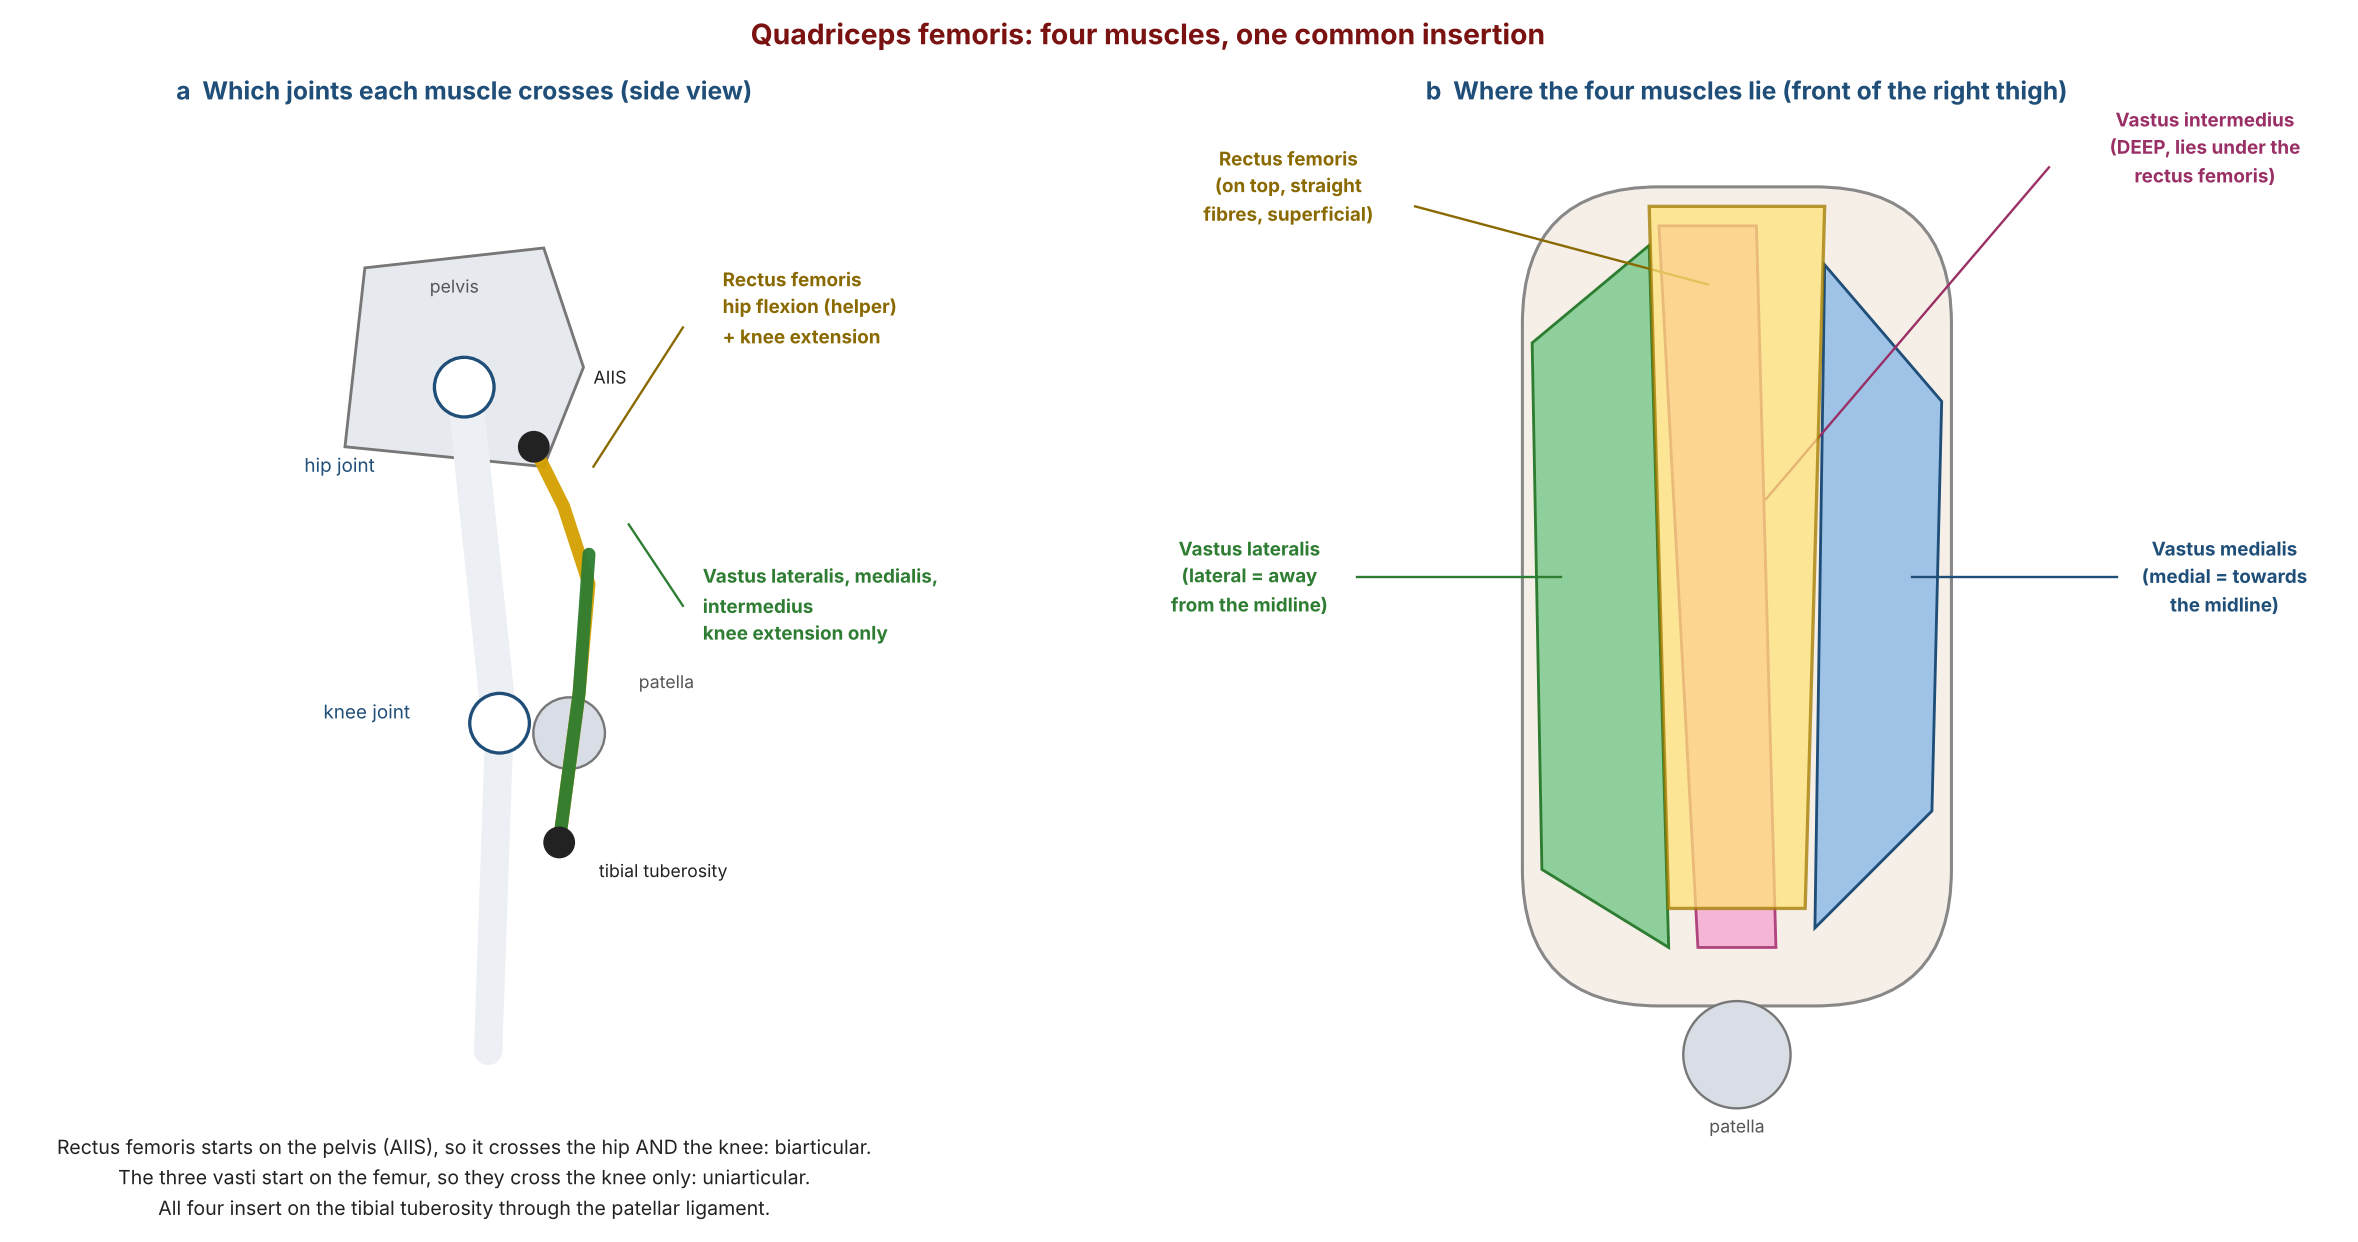 Quadriceps femoris: four muscles, one common insertion
a Which joints each muscle crosses (side view)
pelvis
AIIS
hip joint
Rectus femoris
hip flexion (helper)
+ knee extension
Vastus lateralis, medialis,
intermedius
knee extension only
patella
knee joint
tibial tuberosity
Rectus femoris starts on the pelvis (AIIS), so it crosses the hip AND the knee: biarticular.
The three vasti start on the femur, so they cross the knee only: uniarticular.
All four insert on the tibial tuberosity through the patellar ligament.
b Where the four muscles lie (front of the right thigh)
Rectus femoris
(on top, straight
fibres, superficial)
Vastus intermedius
(DEEP, lies under the
rectus femoris)
Vastus lateralis
(lateral = away
from the midline)
Vastus medialis
(medial = towards
the midline)
patella